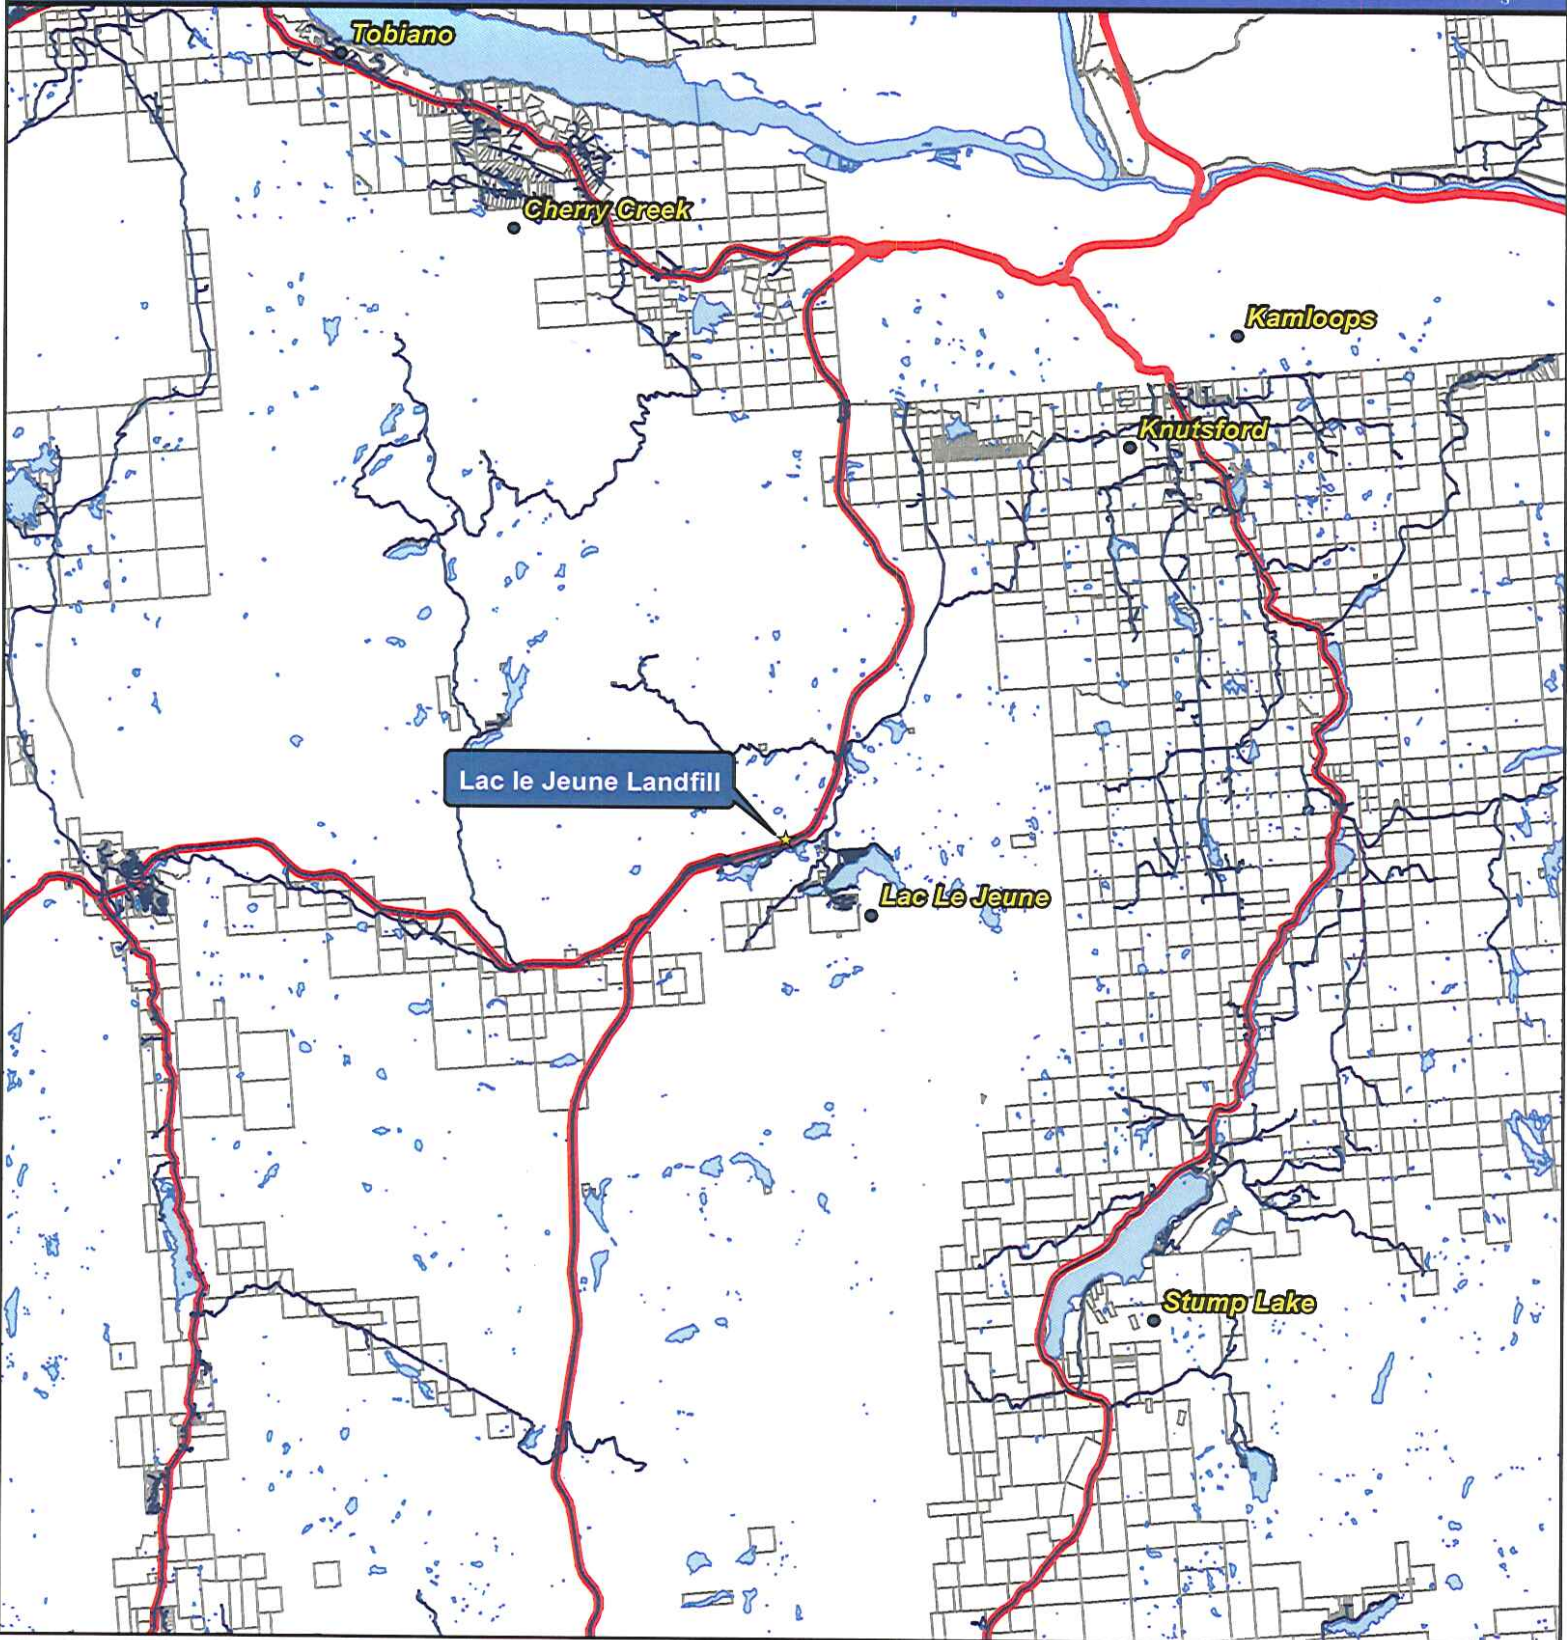 Tobiano
Cherry Creek
Kamloops
Knutsford
Lac le Jeune Landfill
Lac Le Jeune
Stump Lake